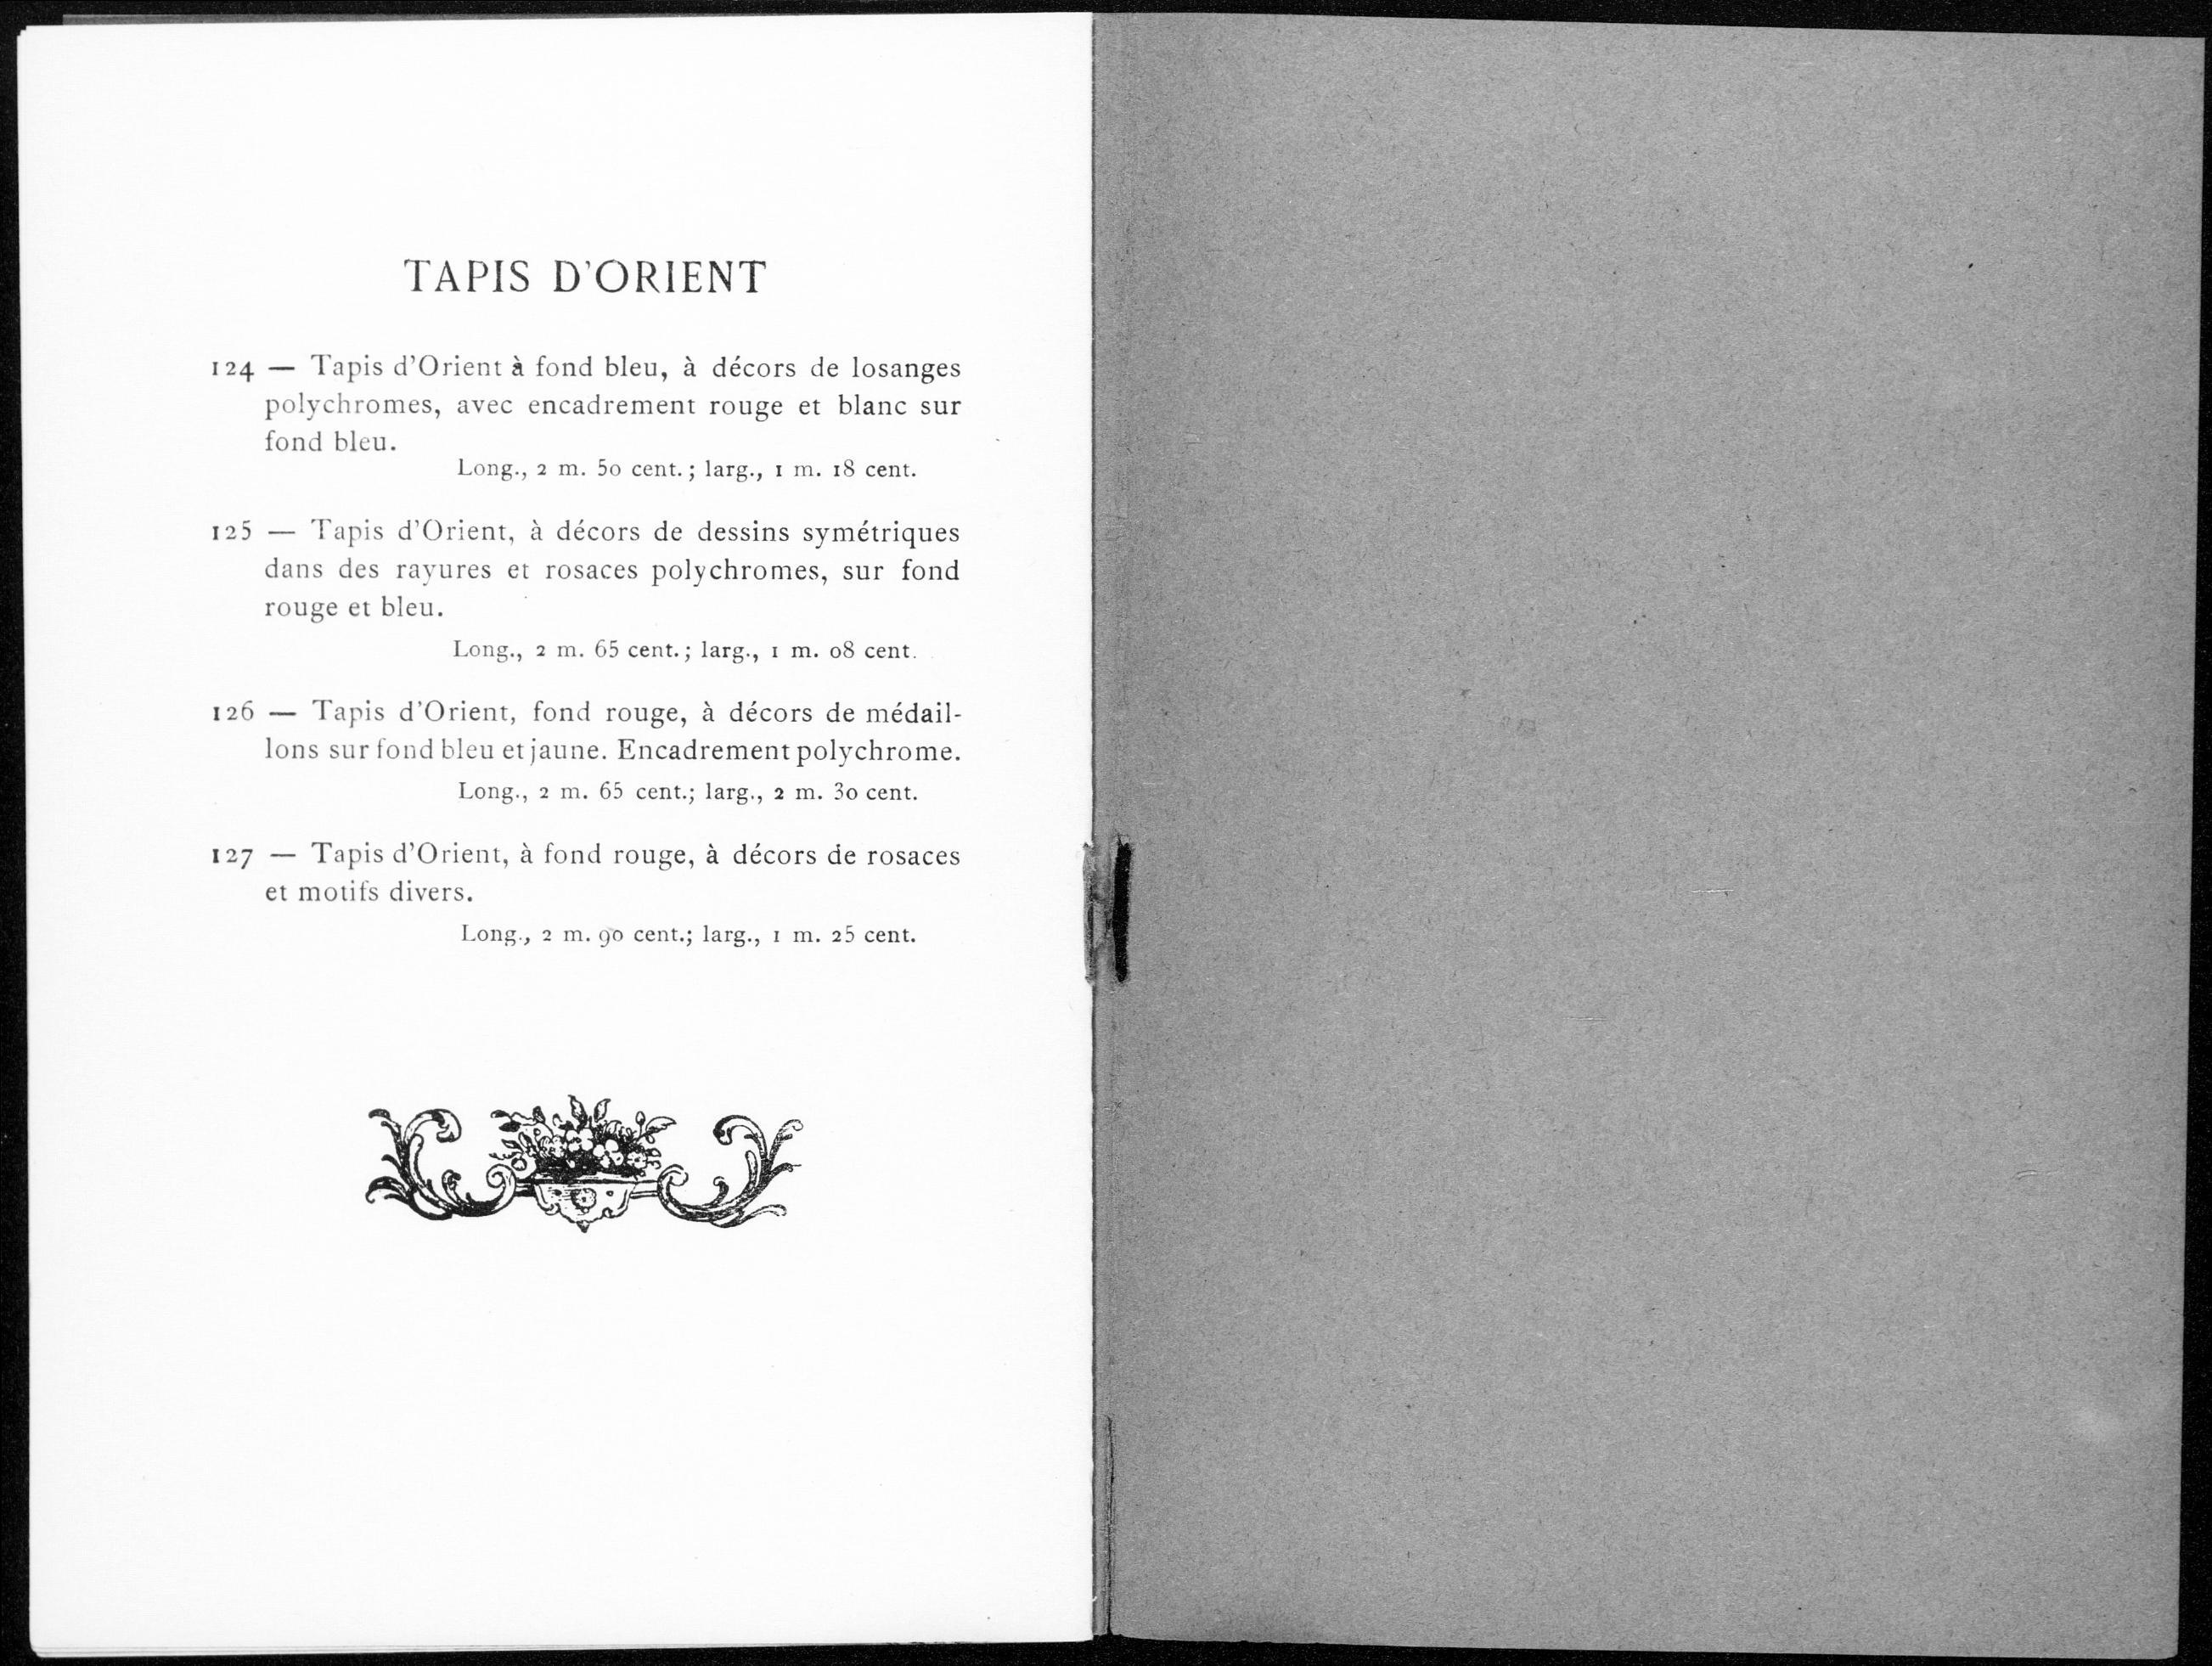 TAPIS D'ORIENT
124 — Tapis d'Orient à fond bleu, à décors de losanges
polychromes, avec encadrement rouge et blanc sur
fond bleu.
Long., 2 m. 50 cent.; larg., 1 m. 18 cent.
125 — Tapis d'Orient, à décors de dessins symétriques
dans des rayures et rosaces polychromes, sur fond
rouge et bleu.
Long., 2 m. 65 cent.; larg., 1 m. 08 cent.
126 — Tapis d'Orient, fond rouge, à décors de médail-
lons sur fond bleu et jaune. Encadrement polychrome.
Long., 2 m. 65 cent.; larg., 2 m. 30 cent.
127 — Tapis d'Orient, à fond rouge, à décors de rosaces
et motifs divers.
Long., 2 m. 90 cent.; larg., 1 m. 25 cent.